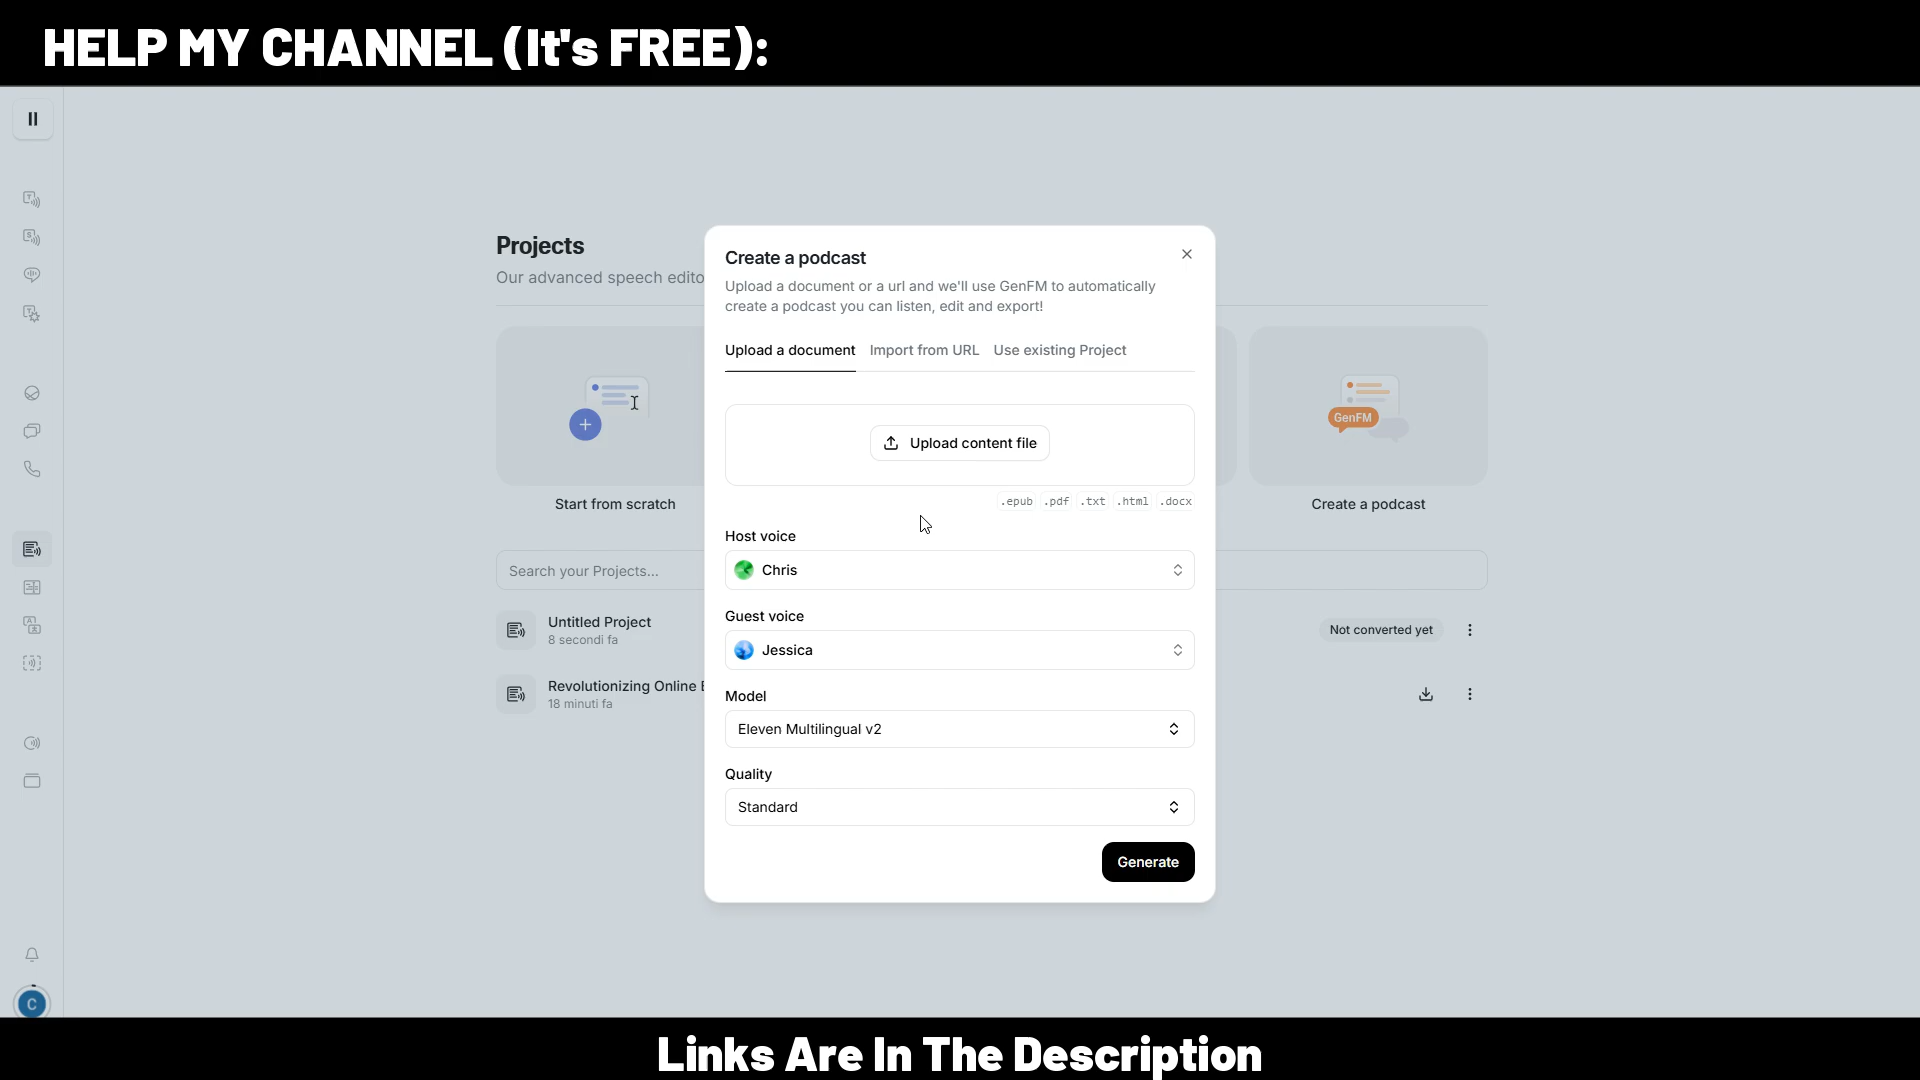 HELP MY CHANNEL (It's FREE):
Projects
Our advanced speech edito
Create a podcast
Upload a document or a url and we'll use GenFM to automatically
create a podcast you can listen, edit and export!
Upload a document Import from URL Use existing Project
Upload content file
.epub .pdf .txt .html .docx
GenFM
Start from scratch
Create a podcast
Host voice
Chris
Search your Projects...
Guest voice
Jessica
Untitled Project
8 secondi fa
Not converted yet
Model
Eleven Multilingual v2
Revolutionizing Online
18 minuti fa
Quality
Standard
Generate
C
Links Are In The Description